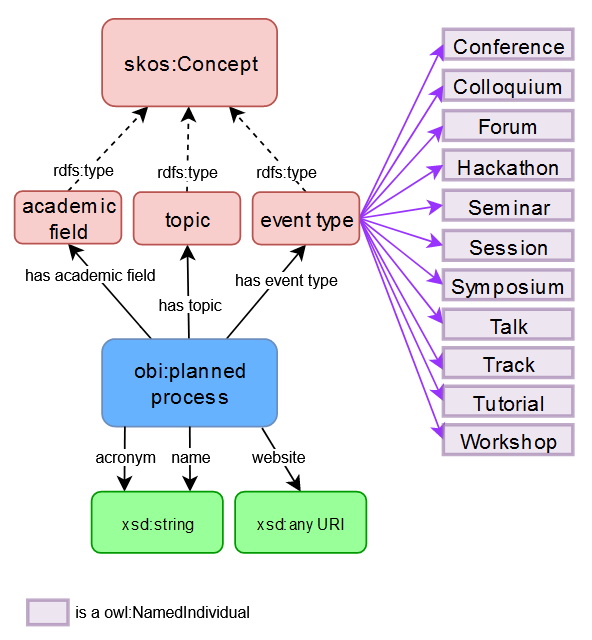 skos:Concept
rdfs:type
rdfs:type
rdfs:type
academic
field
topic
event type
has academic field
has topic
has event type
obi:planned
process
acronym
name
website
xsd:string
xsd:any URI
Conference
Colloquium
Forum
Hackathon
Seminar
Session
Symposium
Talk
Track
Tutorial
Workshop
is a owl:NamedIndividual